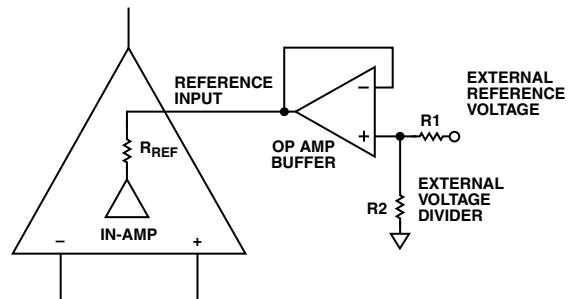 REFERENCE
INPUT
EXTERNAL
REFERENCE
VOLTAGE
R1
−
+
RREF
OP AMP
BUFFER
EXTERNAL
VOLTAGE
DIVIDER
R2
IN-AMP
−
+